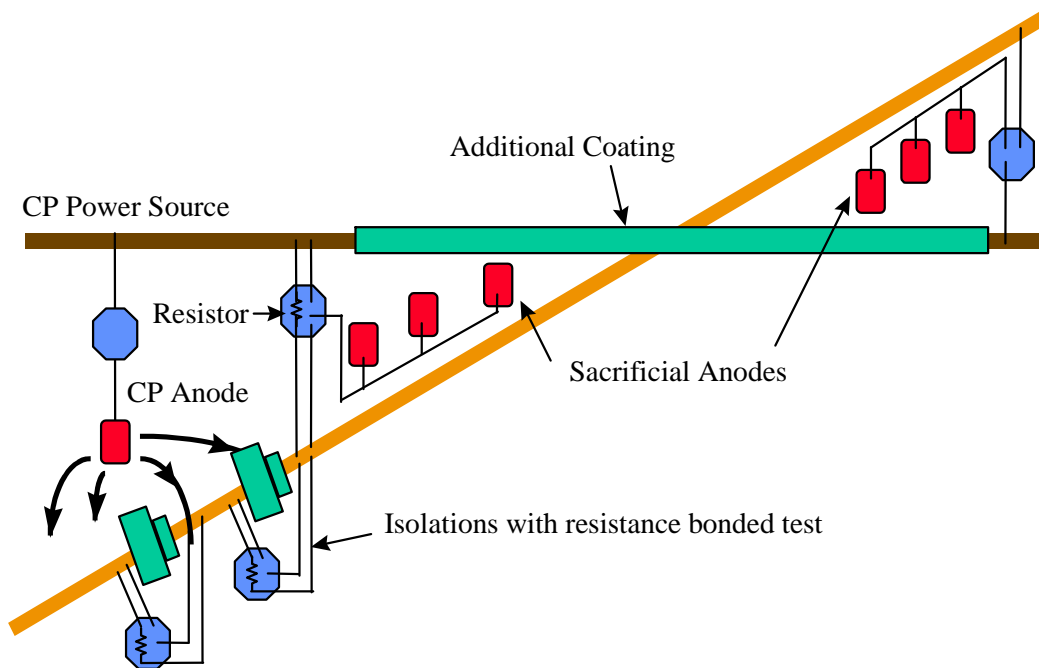 Additional Coating
CP Power Source
Resistor
Sacrificial Anodes
CP Anode
Isolations with resistance bonded test